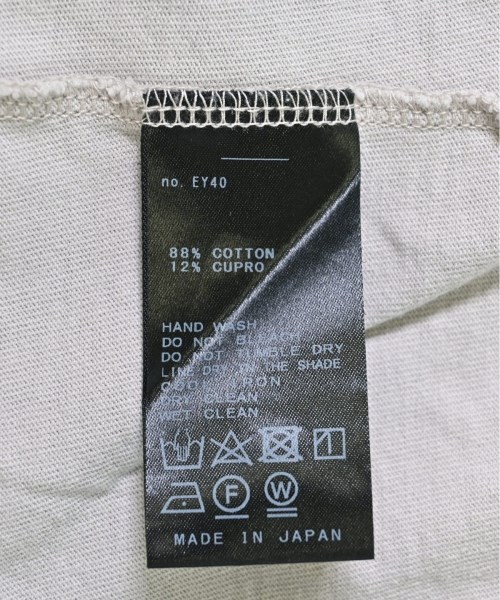 no. EY40
88% COTTON
12% CUPRO
HAND WASH
DO NOT BLEACH
DO NOT TUMBLE DRY
LINE DRY IN THE SHADE
COOL IRON
DRY CLEAN
WET CLEAN
F W
MADE IN JAPAN